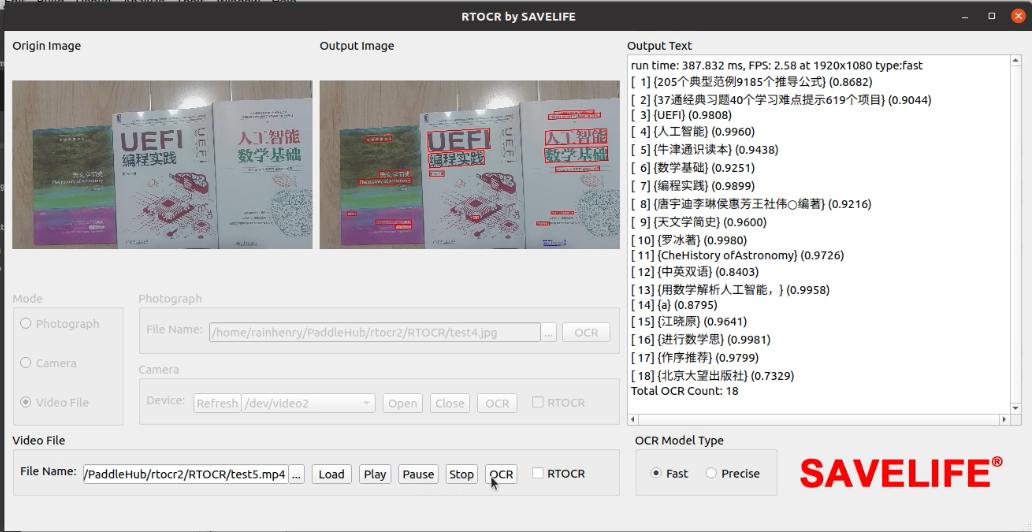 RTOCR by SAVELIFE
Origin Image
Output Image
Output Text
UEFI
编程实践
人工智能
数学基础
UEFI
编程实践
人工智能
数学基础
run time: 387.832 ms, FPS: 2.58 at 1920x1080 type:fast
[ 1] {205个典型范例9185个推导公式} (0.8682)
[ 2] {37通经典习题40个学习难点提示619个项目} (0.9044)
[ 3] {UEFI} (0.9808)
[ 4] {人工智能} (0.9960)
[ 5] {牛津通识读本} (0.9438)
[ 6] {数学基础} (0.9251)
[ 7] {编程实践} (0.9899)
[ 8] {唐宇迪李琳侯惠芳王社伟○编著} (0.9216)
[ 9] {天文学简史} (0.9600)
[ 10] {罗冰著} (0.9980)
[ 11] {CheHistory ofAstronomy} (0.9726)
[ 12] {中英双语} (0.8403)
[ 13] {用数学解析人工智能，} (0.9958)
[ 14] {a} (0.8795)
[ 15] {江晓原} (0.9641)
[ 16] {进行数学思} (0.9981)
[ 17] {作序推荐} (0.9799)
[ 18] {北京大望出版社} (0.7329)
Total OCR Count: 18
Mode
Photograph
Camera
Video File
Photograph
File Name: /home/rainhenry/PaddleHub/rtocr2/RTOCR/test4.jpg ... OCR
Camera
Device: Refresh /dev/video2 Open Close OCR RTOCR
Video File
File Name: /PaddleHub/rtocr2/RTOCR/test5.mp4 ... Load Play Pause Stop OCR RTOCR
OCR Model Type
Fast Precise
SAVELIFE®